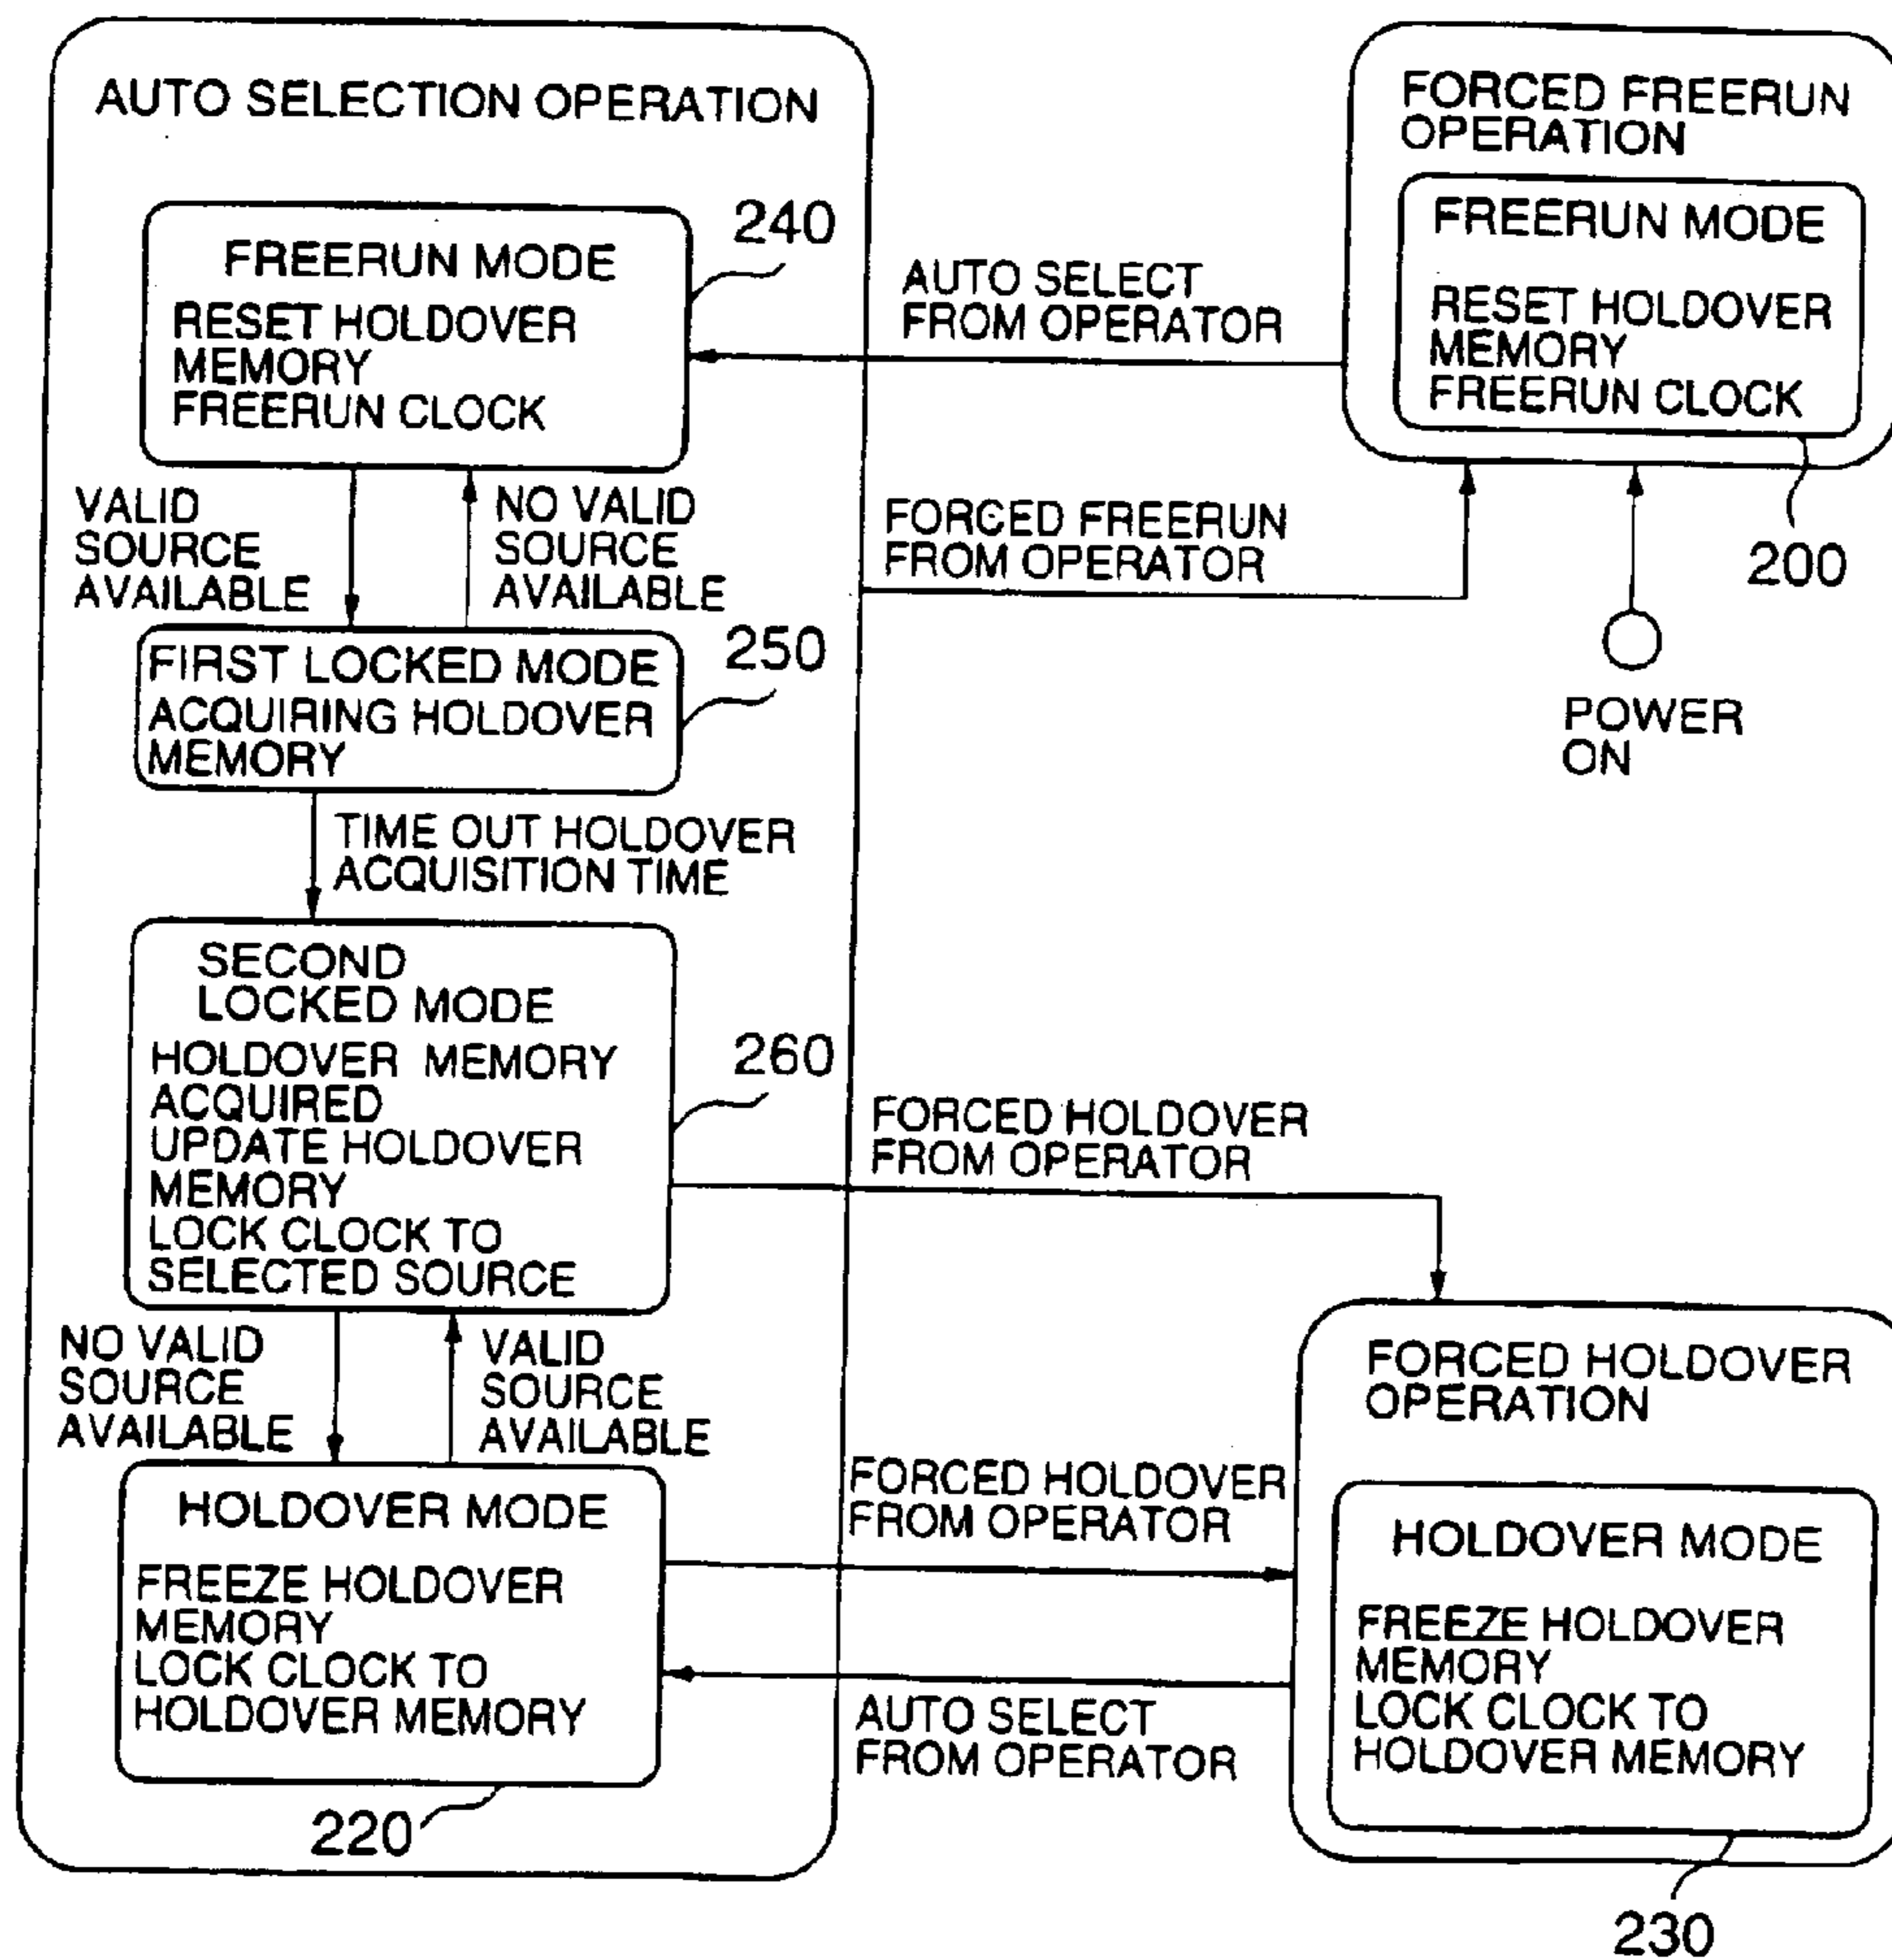 AUTO SELECTION OPERATION
FREERUN MODE
RESET HOLDOVER
MEMORY
FREERUN CLOCK
240
VALID
SOURCE
AVAILABLE
NO VALID
SOURCE
AVAILABLE
FIRST LOCKED MODE
ACQUIRING HOLDOVER
MEMORY
250
TIME OUT HOLDOVER
ACQUISITION TIME
SECOND
LOCKED MODE
HOLDOVER MEMORY
ACQUIRED
UPDATE HOLDOVER
MEMORY
LOCK CLOCK TO
SELECTED SOURCE
260
NO VALID
SOURCE
AVAILABLE
VALID
SOURCE
AVAILABLE
HOLDOVER MODE
FREEZE HOLDOVER
MEMORY
LOCK CLOCK TO
HOLDOVER MEMORY
220
AUTO SELECT
FROM OPERATOR
FORCED FREERUN
FROM OPERATOR
FORCED HOLDOVER
FROM OPERATOR
FORCED HOLDOVER
FROM OPERATOR
AUTO SELECT
FROM OPERATOR
FORCED FREERUN
OPERATION
FREERUN MODE
RESET HOLDOVER
MEMORY
FREERUN CLOCK
200
POWER
ON
FORCED HOLDOVER
OPERATION
HOLDOVER MODE
FREEZE HOLDOVER
MEMORY
LOCK CLOCK TO
HOLDOVER MEMORY
230